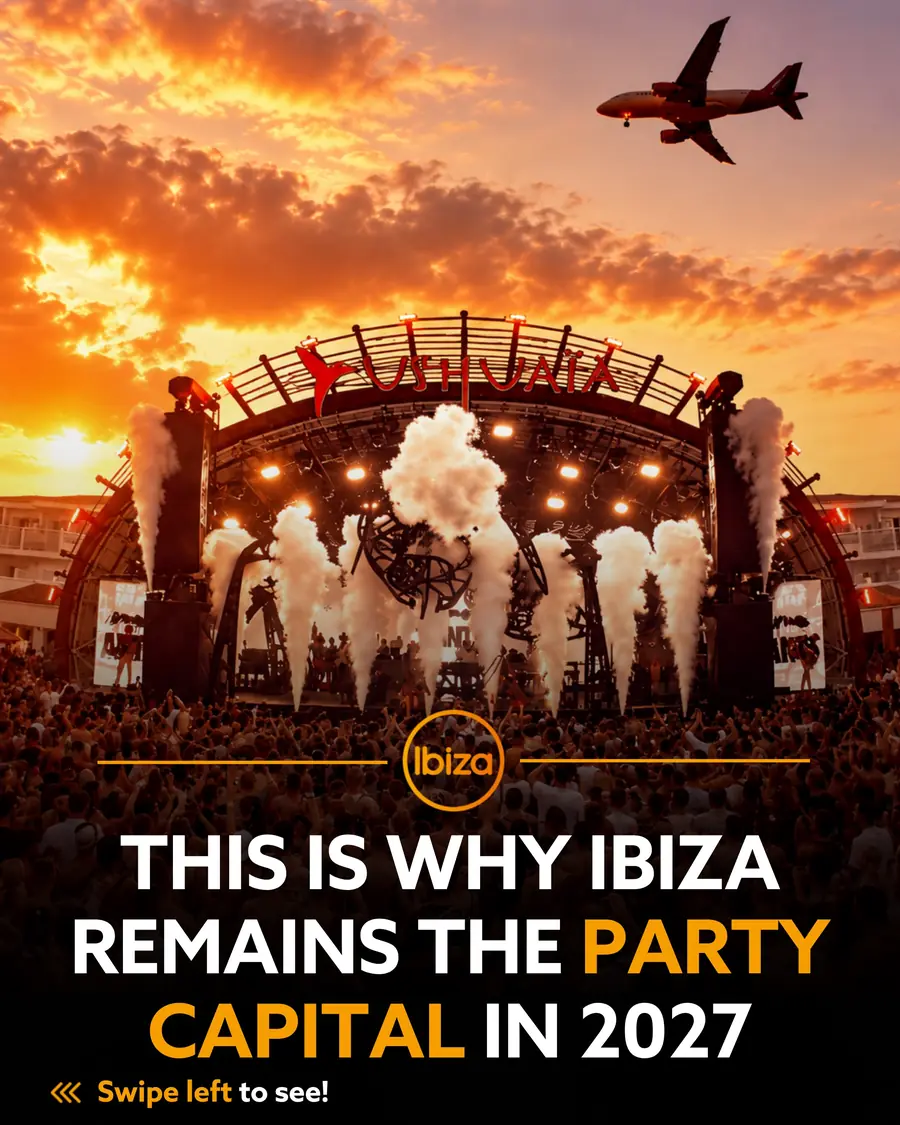 USHUAÏA
Ibiza
THIS IS WHY IBIZA
REMAINS THE PARTY
CAPITAL IN 2027
Swipe left to see!